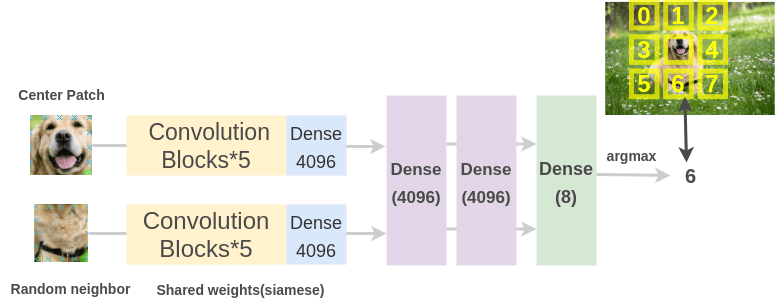 0 1 2
3 4
5 6 7
Center Patch
Convolution
Blocks*5
Dense
4096
Dense
(4096)
Dense
(4096)
Dense
(8)
argmax
6
Convolution
Blocks*5
Dense
4096
Random neighbor
Shared weights(siamese)